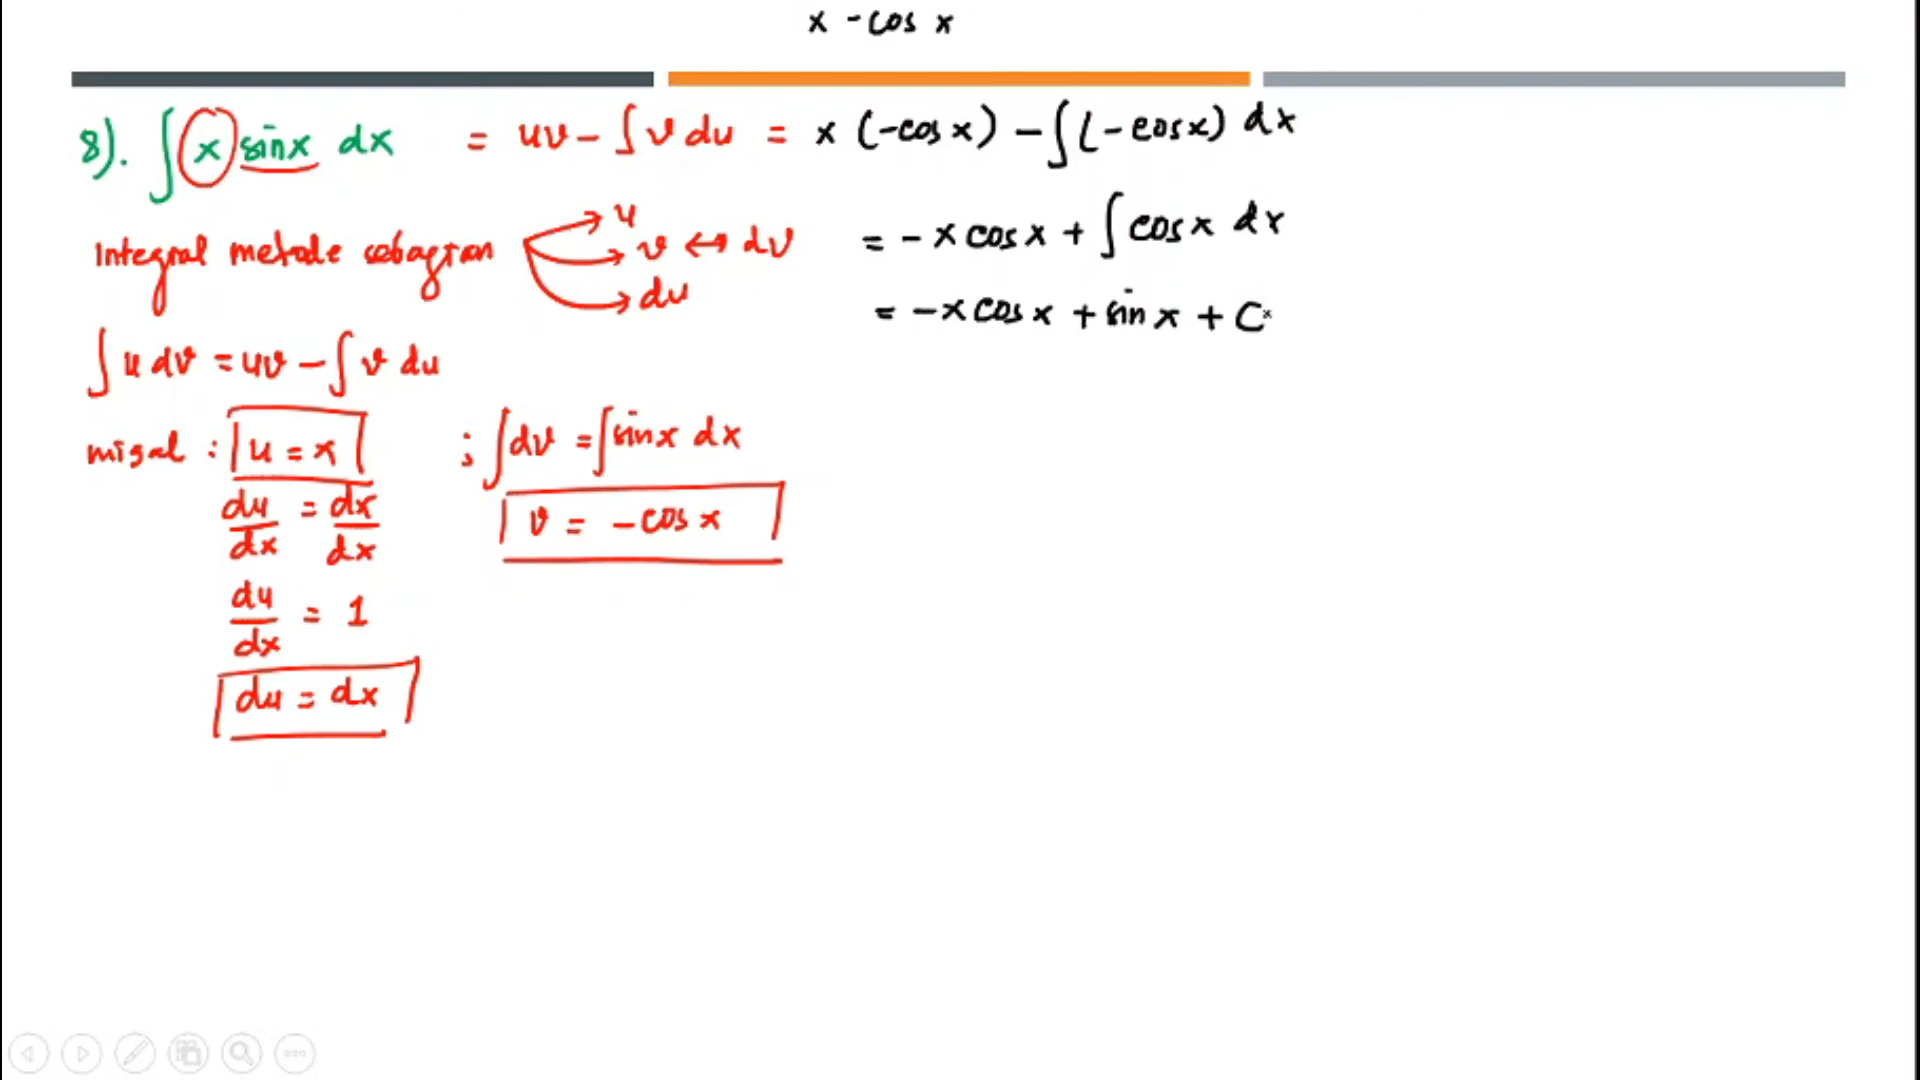 x -cos x
8). ∫ x sinx dx = uv - ∫ v du = x (-cos x) - ∫ (-cosx) dx
= - x cos x + ∫ cos x dx
= -x cos x + sin x + C
Integral metode sebagian
u
v ↔ dv
du
∫ u dv = uv - ∫ v du
misal : u = x ; ∫ dv = ∫ sinx dx
du/dx = dx/dx
v = - cos x
du/dx = 1
du = dx